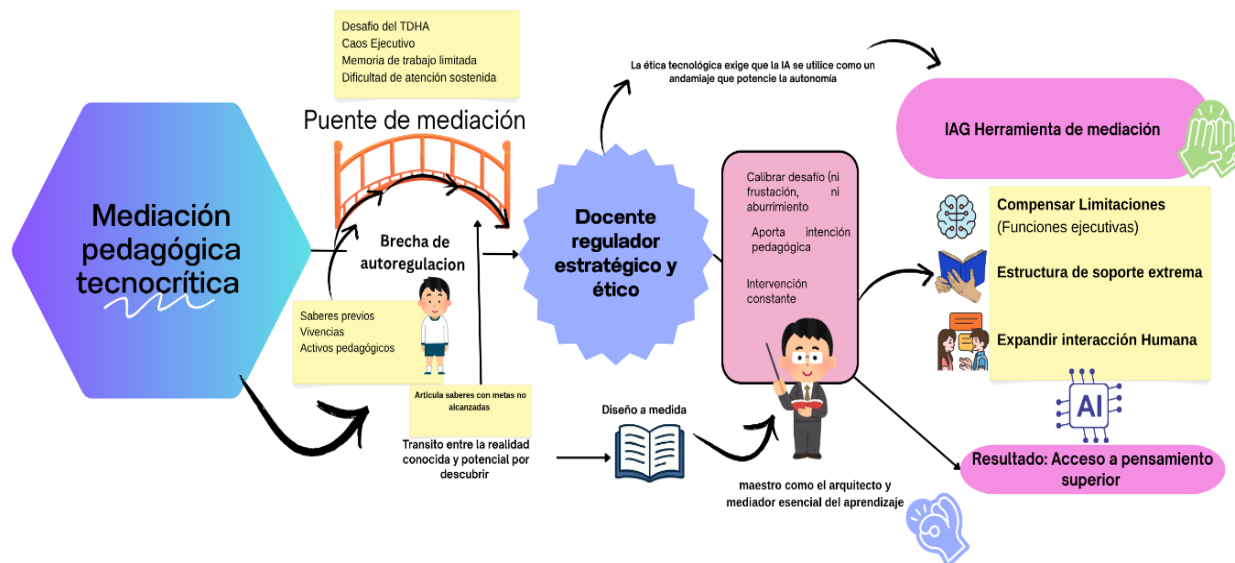 Desafio del TDHA
Caos Ejecutivo
Memoria de trabajo limitada
Dificultad de atención sostenida
Puente de mediación
Mediación
pedagógica
tecnocrítica
Brecha de
autoregulacion
Saberes previos
Vivencias
Activos pedagógicos
Articula saberes con metas no
alcanzadas
Transito entre la realidad
conocida y potencial por
descubrir
Docente
regulador
estratégico y
ético
Diseño a medida
La ética tecnológica exige que la IA se utilice como un
andamiaje que potencie la autonomía
Calibrar desafío (ni
frustación, ni
aburrimiento
Aporta intención
pedagógica
Intervención
constante
maestro como el arquitecto y
mediador esencial del aprendizaje
IAG Herramienta de mediación
Compensar Limitaciones
(Funciones ejecutivas)
Estructura de soporte extrema
Expandir interacción Humana
AI
Resultado: Acceso a pensamiento
superior